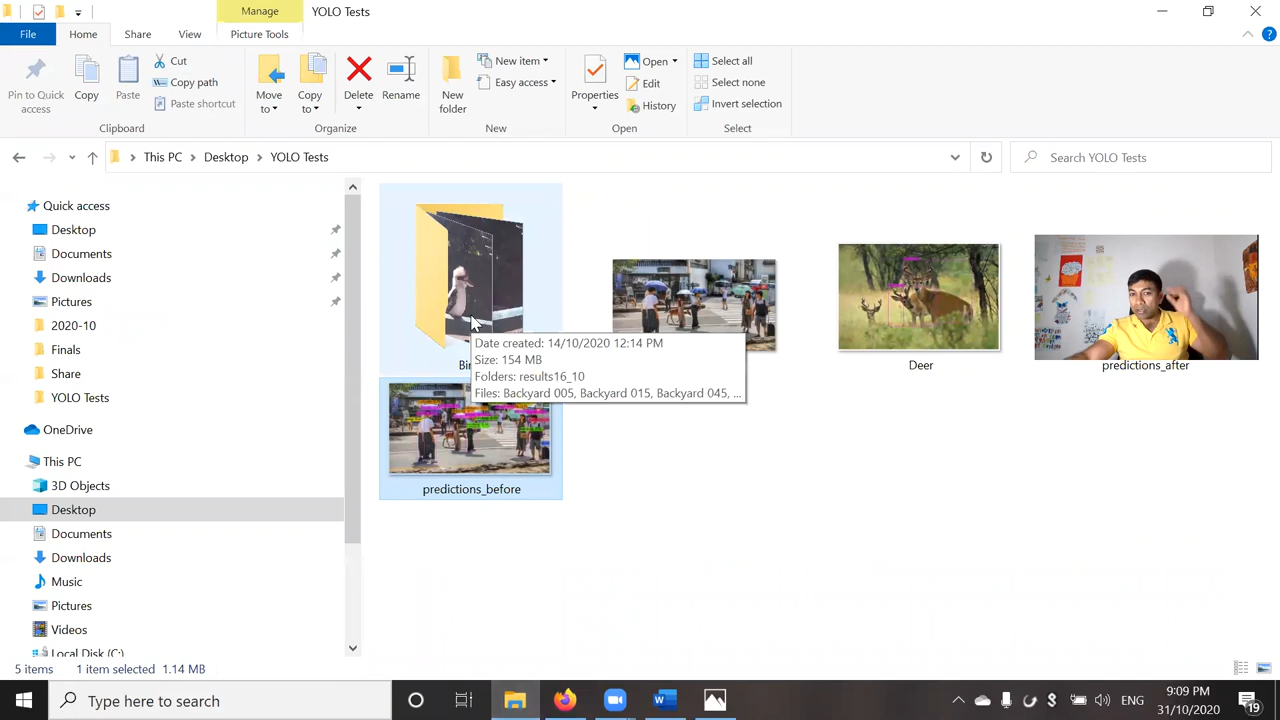 Manage
YOLO Tests
File
Home
Share
View
Picture Tools
Pin to Quick access
Copy
Paste
Cut
Copy path
Paste shortcut
Clipboard
Move to
Copy to
Delete
Rename
Organize
New folder
New item
Easy access
New
Properties
Open
Edit
History
Open
Select all
Select none
Invert selection
Select
This PC
Desktop
YOLO Tests
Search YOLO Tests
Quick access
Desktop
Documents
Downloads
Pictures
2020-10
Finals
Share
YOLO Tests
OneDrive
This PC
3D Objects
Desktop
Documents
Downloads
Music
Pictures
Videos
Local Disk (C:)
Date created: 14/10/2020 12:14 PM
Size: 154 MB
Folders: results16_10
Files: Backyard 005, Backyard 015, Backyard 045, ...
Deer
predictions_after
predictions_before
5 items
1 item selected
1.14 MB
Type here to search
ENG
9:09 PM
31/10/2020
19